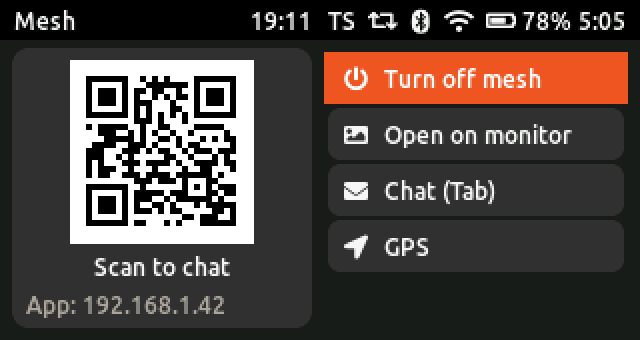 Mesh 19:11 TS 78% 5:05
Turn off mesh
Open on monitor
Chat (Tab)
GPS
Scan to chat
App: 192.168.1.42